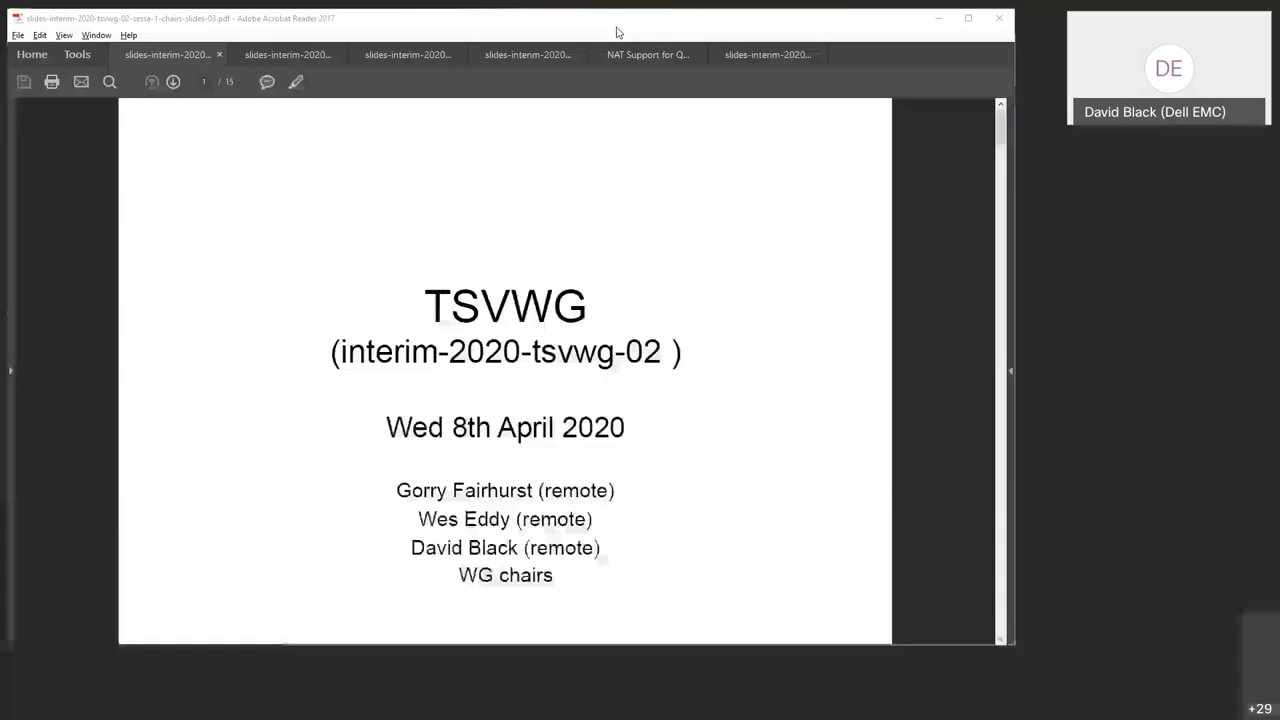 slides-interim-2020-tsvwg-02-sessa-1-chairs-slides-03.pdf - Adobe Acrobat Reader 2017
File Edit View Window Help
Home Tools slides-interim-2020... × slides-interim-2020... slides-interim-2020... slides-interim-2020... NAT Support for Q... slides-interim-2020...
1 / 15
TSVWG
(interim-2020-tsvwg-02 )
Wed 8th April 2020
Gorry Fairhurst (remote)
Wes Eddy (remote)
David Black (remote)
WG chairs
DE
David Black (Dell EMC)
+29